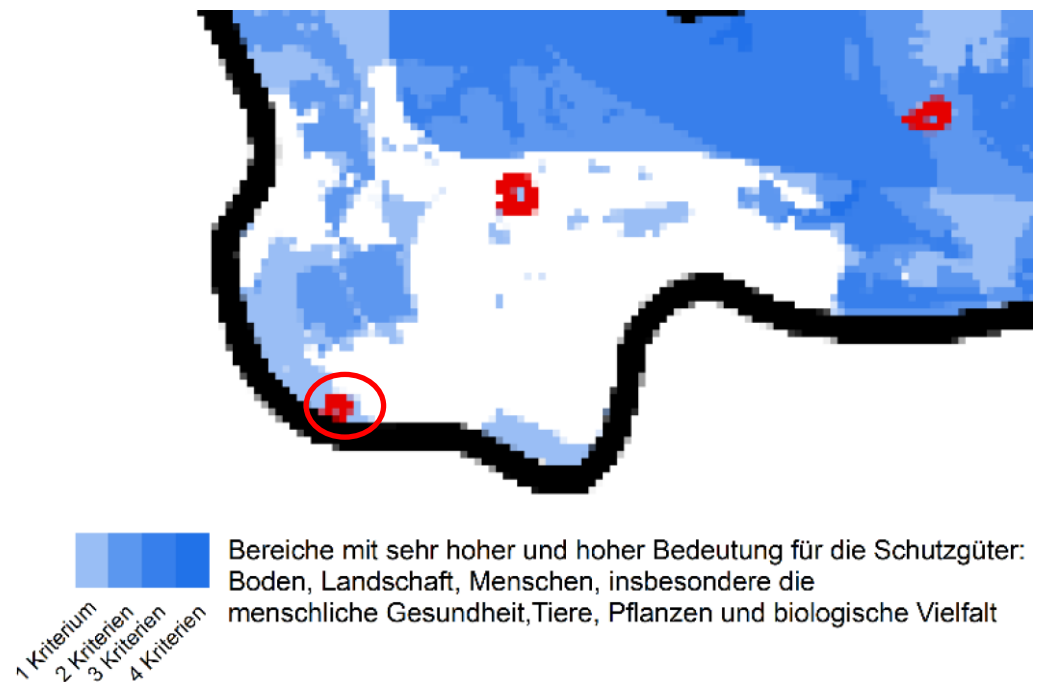 Bereiche mit sehr hoher und hoher Bedeutung für die Schutzgüter:
Boden, Landschaft, Menschen, insbesondere die
menschliche Gesundheit,Tiere, Pflanzen und biologische Vielfalt
1 Kriterium
2 Kriterien
3 Kriterien
4 Kriterien